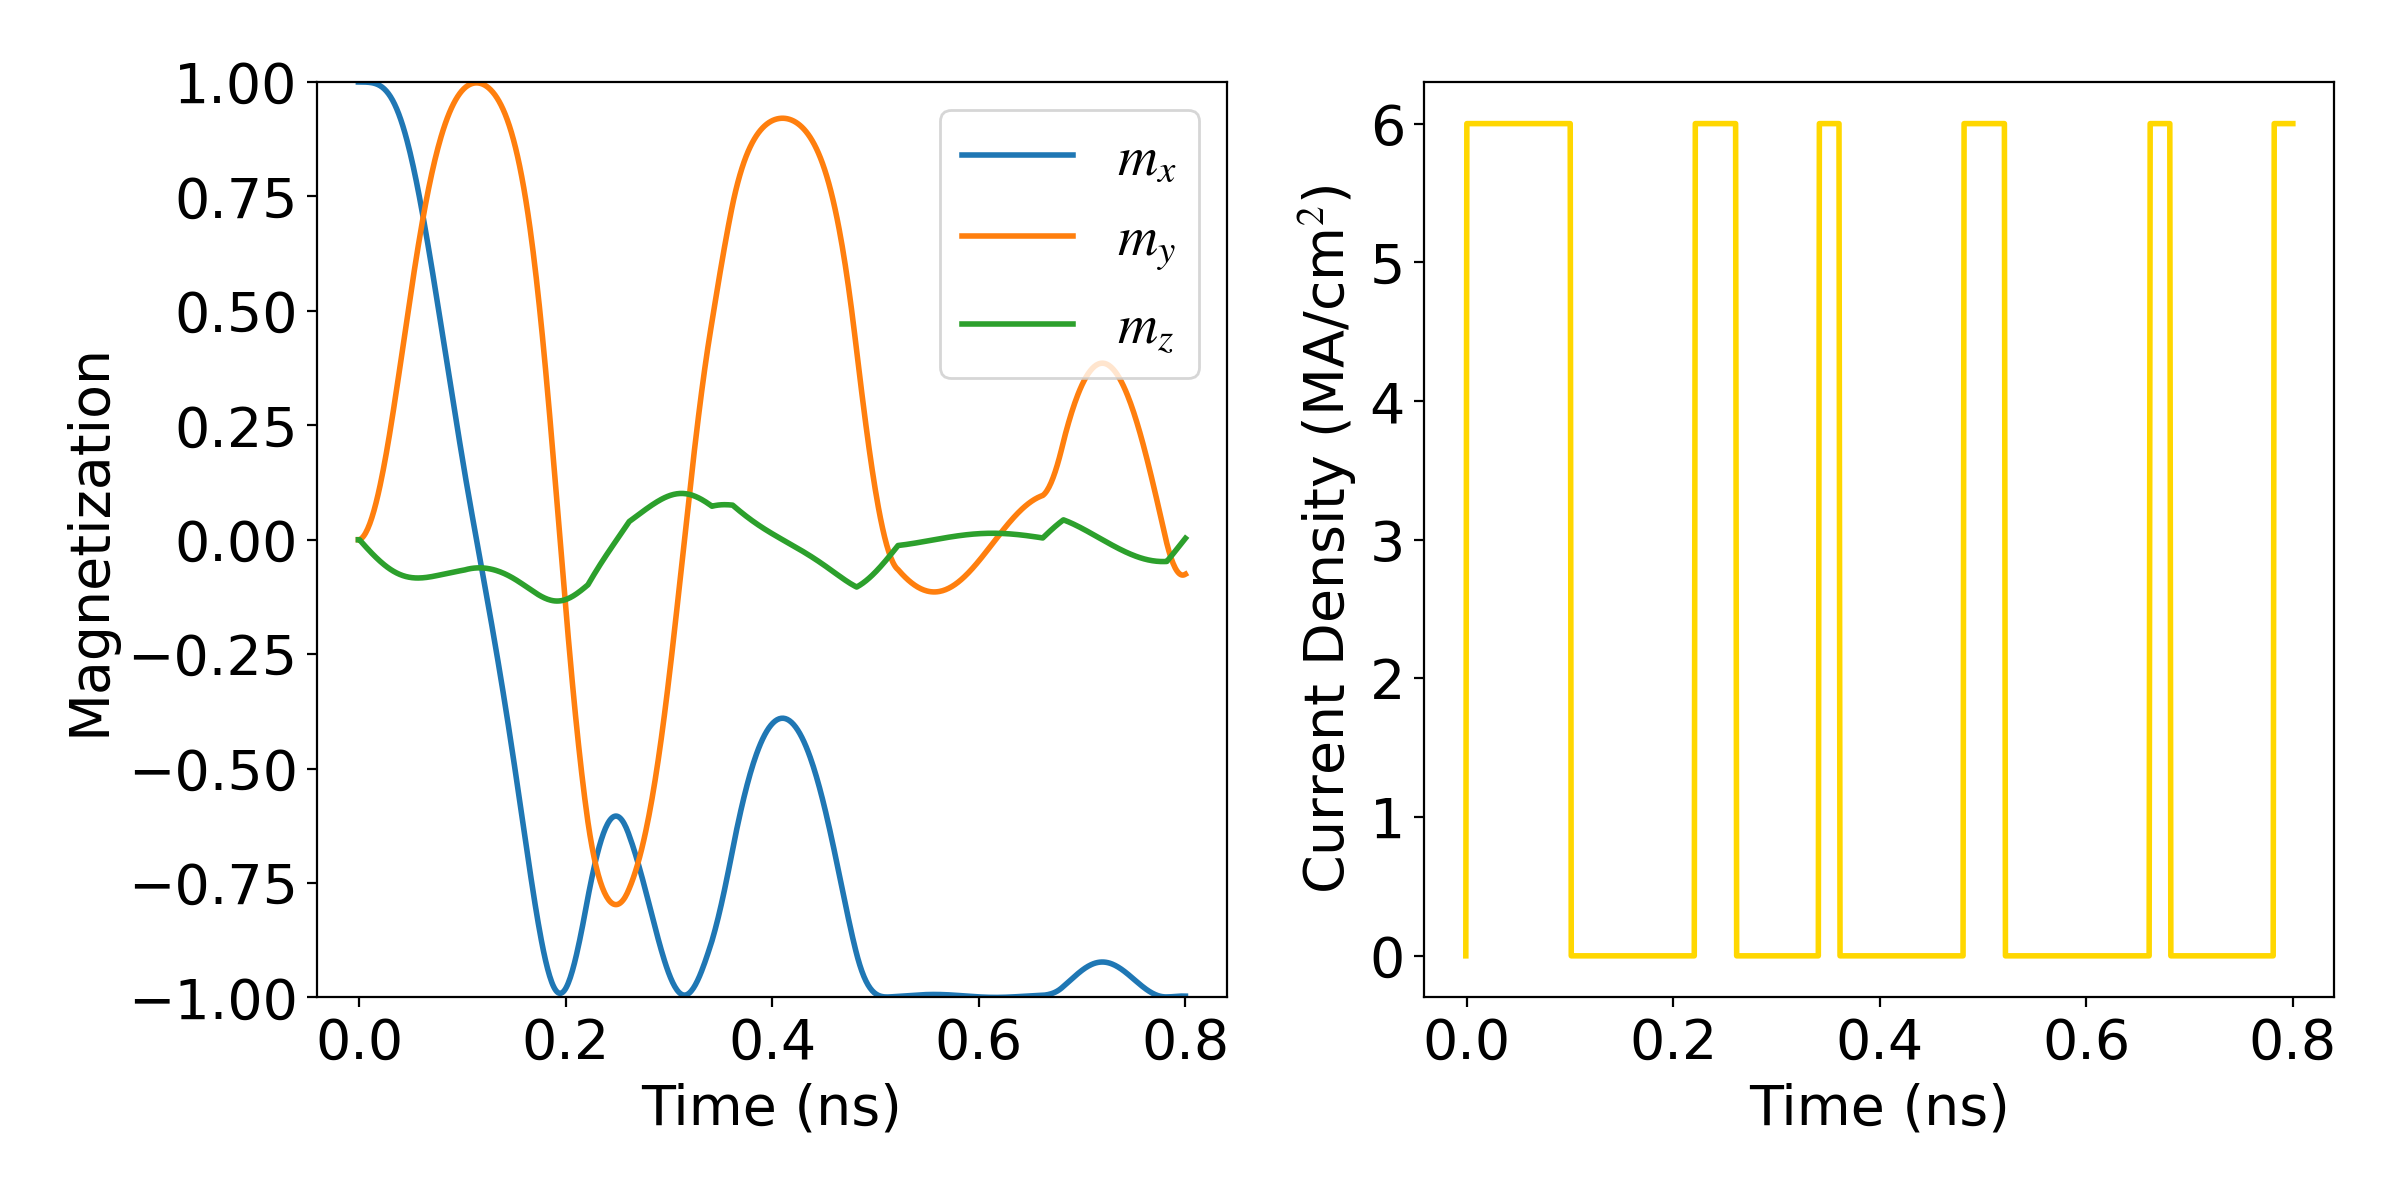 Magnetization
1.00
0.75
0.50
0.25
0.00
−0.25
−0.50
−0.75
−1.00
0.0 0.2 0.4 0.6 0.8
Time (ns)
mₓ
m_y
m_z
Current Density (MA/cm²)
6
5
4
3
2
1
0
0.0 0.2 0.4 0.6 0.8
Time (ns)